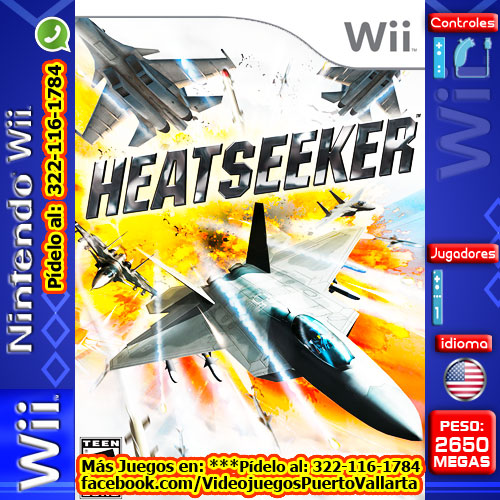 Nintendo Wii
Pídelo al: 322-116-1784
Wii
Wii
HEATSEEKER
TEEN
Controles
Wii
Jugadores
1
idioma
PESO:
2650
MEGAS
Más Juegos en: ***Pídelo al: 322-116-1784
facebook.com/VideojuegosPuertoVallarta